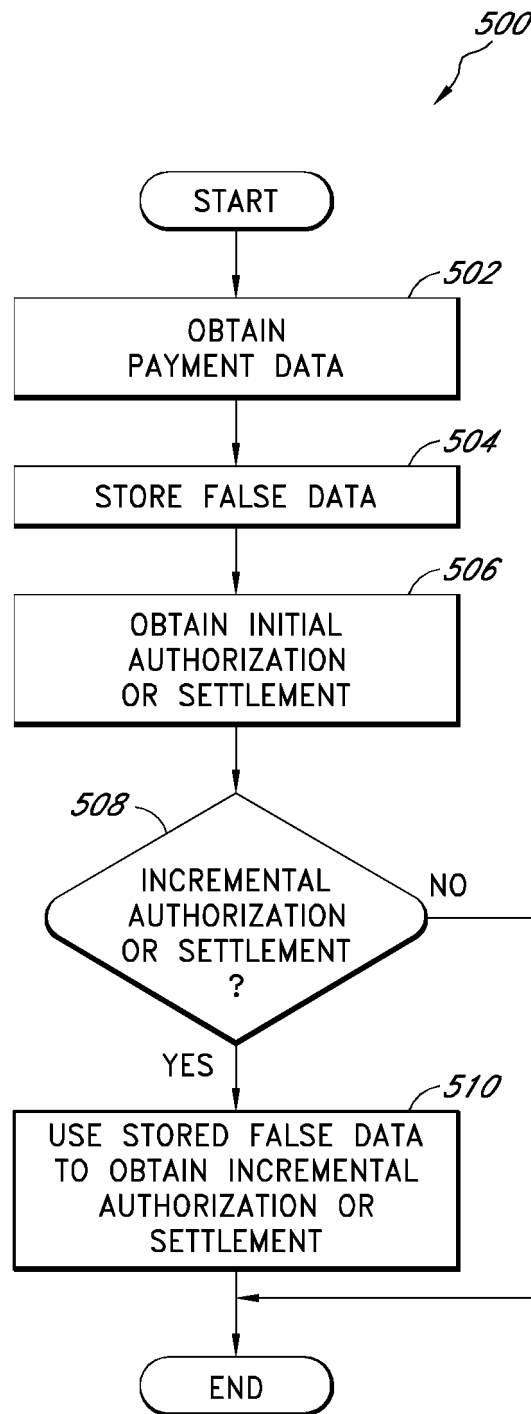 500
START
502
OBTAIN
PAYMENT DATA
504
STORE FALSE DATA
506
OBTAIN INITIAL
AUTHORIZATION
OR SETTLEMENT
508
INCREMENTAL
AUTHORIZATION
OR SETTLEMENT
?
NO
YES
510
USE STORED FALSE DATA
TO OBTAIN INCREMENTAL
AUTHORIZATION OR
SETTLEMENT
END